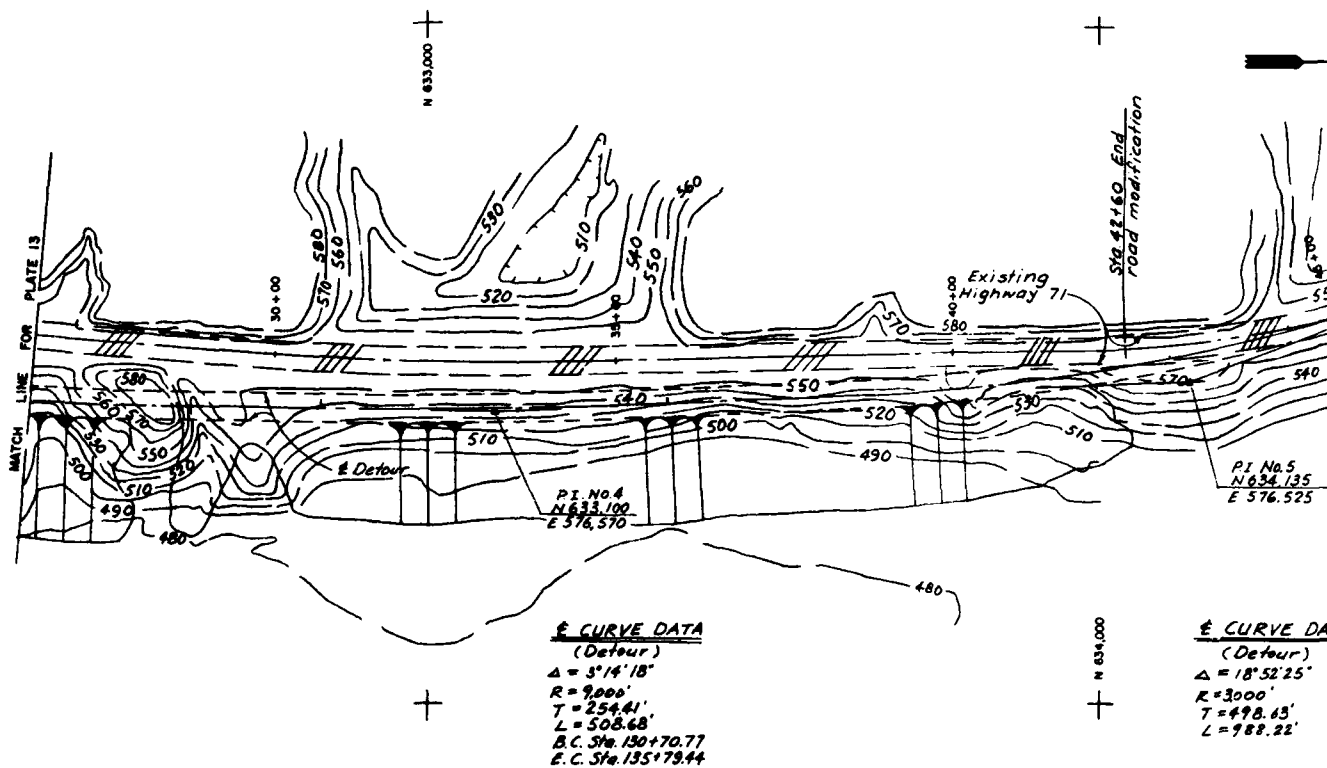 N 633,000
MATCH LINE FOR PLATE 13
30+00
35+00
40+00
580
570
560
530
510
520
540
550
560
Sta 42+60 End
road modification
Existing
Highway 71
570
580
550
540
520
530
510
500
490
570
540
580
560
570
530
550
500
510
490
480
510
℄ Detour
P.I. No.4
N 633,100
E 576,570
P.I. No.5
N 634,135
E 576,525
480
N 634,000
℄ CURVE DATA
(Detour)
Δ = 3°14'18"
R = 9,000'
T = 254.41'
L = 508.68'
B.C. Sta. 130+70.77
E.C. Sta. 135+79.44
℄ CURVE DA
(Detour)
Δ = 18°52'25"
R = 3,000'
T = 498.63'
L = 988.22'